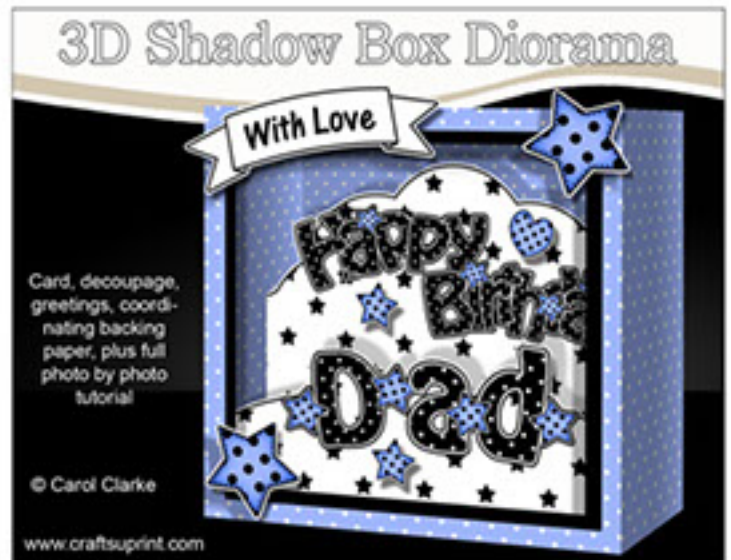 3D Shadow Box Diorama
With Love
Happy
Dad
Card, decoupage,
greetings, coordi-
nating backing
paper, plus full
photo by photo
tutorial
© Carol Clarke
www.craftsuprint.com